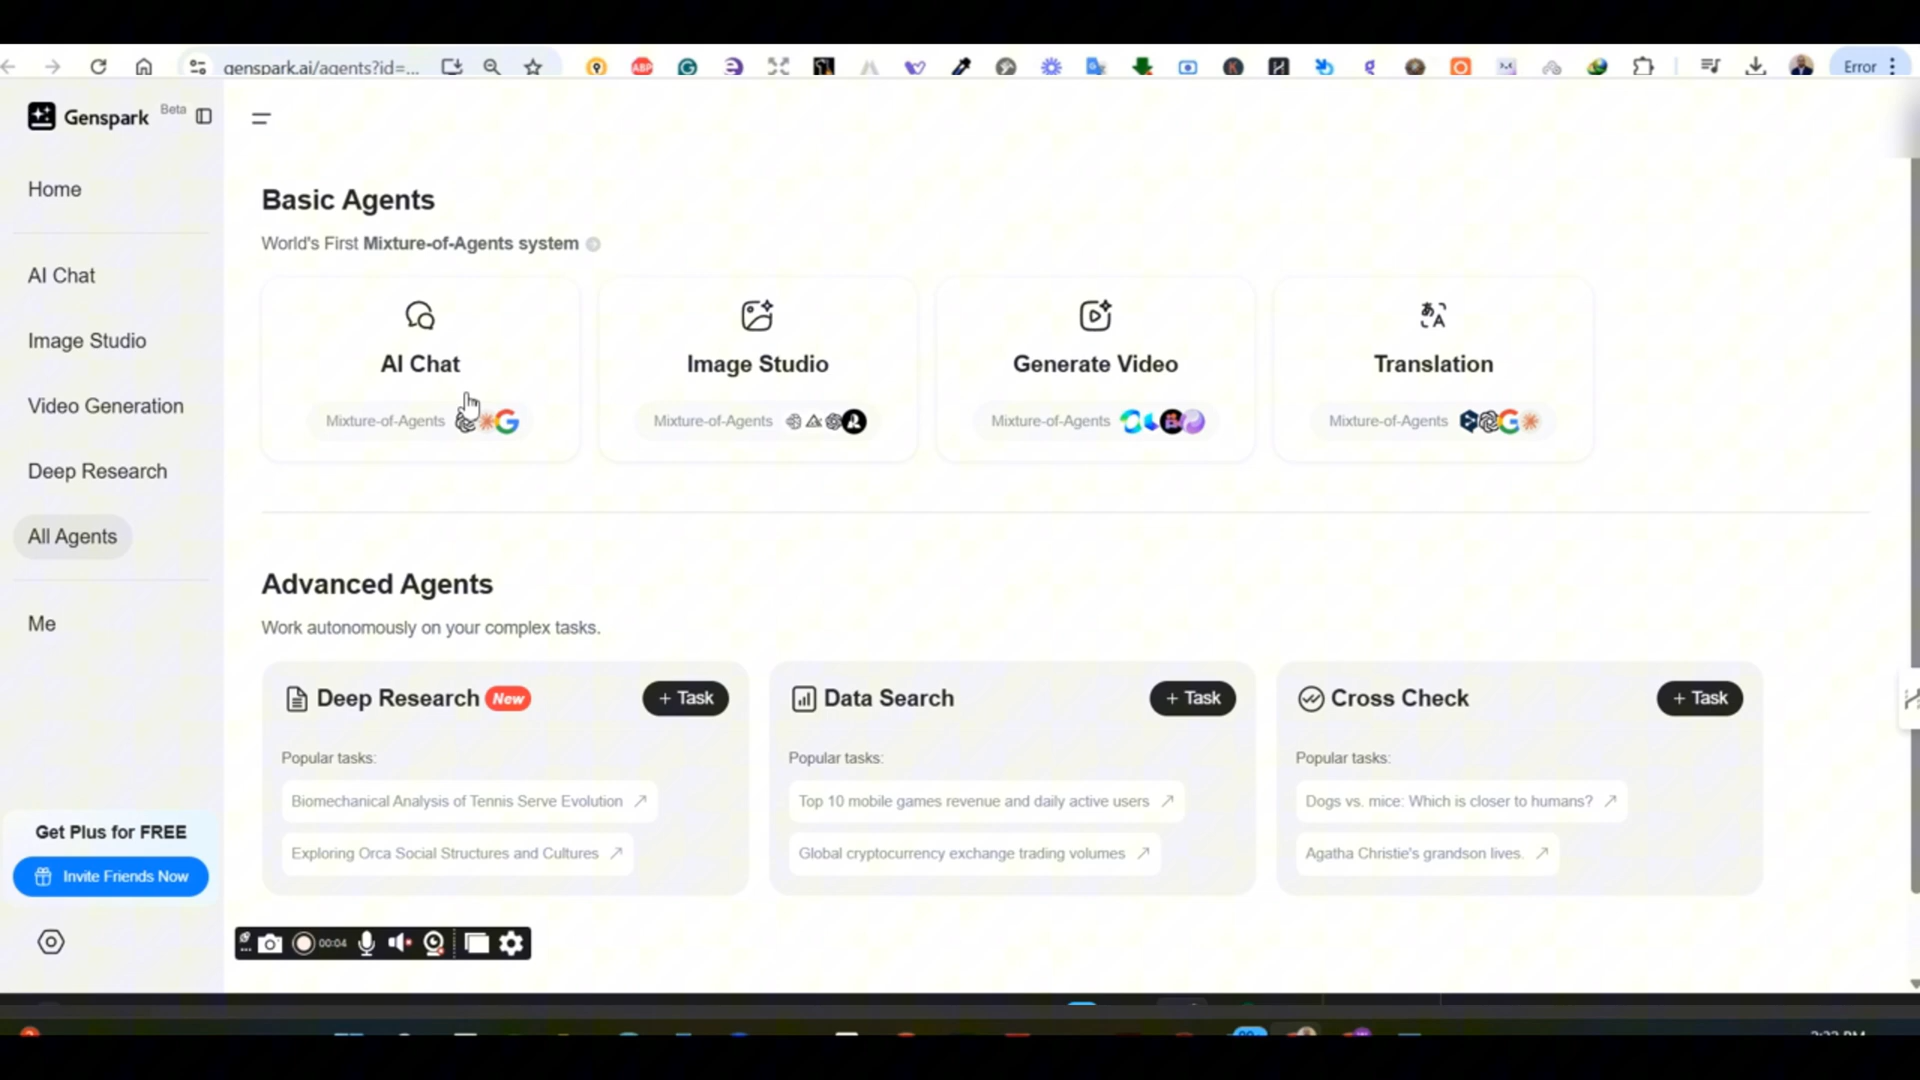 genspark.ai/agents?id=...
ABP
Error
Genspark Beta
Home
AI Chat
Image Studio
Video Generation
Deep Research
All Agents
Me
Get Plus for FREE
Invite Friends Now
Basic Agents
World's First Mixture-of-Agents system
AI Chat
Mixture-of-Agents
Image Studio
Mixture-of-Agents
Generate Video
Mixture-of-Agents
Translation
Mixture-of-Agents
Advanced Agents
Work autonomously on your complex tasks.
Deep Research New
+ Task
Popular tasks:
Biomechanical Analysis of Tennis Serve Evolution
Exploring Orca Social Structures and Cultures
Data Search
+ Task
Popular tasks:
Top 10 mobile games revenue and daily active users
Global cryptocurrency exchange trading volumes
Cross Check
+ Task
Popular tasks:
Dogs vs. mice: Which is closer to humans?
Agatha Christie's grandson lives.
00:04